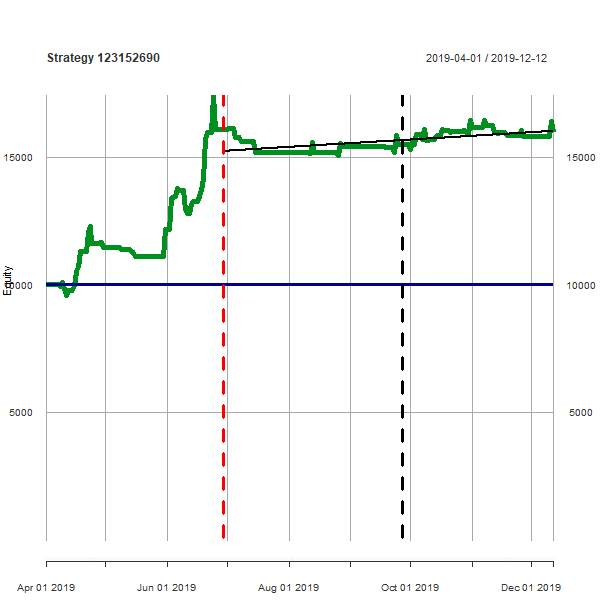 Strategy 123152690
2019-04-01 / 2019-12-12
15000
15000
Equity
10000
10000
5000
5000
Apr 01 2019
Jun 01 2019
Aug 01 2019
Oct 01 2019
Dec 01 2019